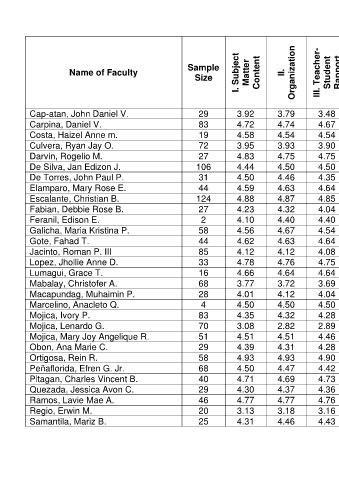 Name of Faculty Sample Size I. Subject Matter Content II. Organization III. Teacher-Student Rapport
Cap-atan, John Daniel V. 29 3.92 3.79 3.48
Carpina, Daniel V. 83 4.72 4.74 4.67
Costa, Haizel Anne m. 19 4.58 4.54 4.54
Culvera, Ryan Jay O. 72 3.95 3.93 3.90
Darvin, Rogelio M. 27 4.83 4.75 4.75
De Silva, Jan Edizon J. 106 4.44 4.50 4.50
De Torres, John Paul P. 31 4.50 4.46 4.35
Elamparo, Mary Rose E. 44 4.59 4.63 4.64
Escalante, Christian B. 124 4.88 4.87 4.85
Fabian, Debbie Rose B. 27 4.23 4.32 4.04
Feranil, Edison E. 2 4.10 4.40 4.40
Galicha, Maria Kristina P. 58 4.56 4.67 4.54
Gote, Fahad T. 44 4.62 4.63 4.64
Jacinto, Roman P. III 85 4.12 4.12 4.08
Lopez, Jhollie Anne D. 33 4.78 4.76 4.75
Lumagui, Grace T. 16 4.66 4.64 4.64
Mabalay, Christofer A. 68 3.77 3.72 3.69
Macapundag, Muhaimin P. 28 4.01 4.12 4.04
Marcelino, Anacleto Q. 4 4.50 4.50 4.50
Mojica, Ivory P. 83 4.35 4.32 4.28
Mojica, Lenardo G. 70 3.08 2.82 2.89
Mojica, Mary Joy Angelique R. 51 4.51 4.51 4.46
Obon, Ana Marie C. 29 4.39 4.31 4.28
Ortigosa, Rein R. 58 4.93 4.93 4.90
Peñaflorida, Efren G. Jr. 68 4.50 4.47 4.42
Pitagan, Charles Vincent B. 40 4.71 4.69 4.73
Quezada, Jessica Avon C. 29 4.30 4.37 4.36
Ramos, Lavie Mae A. 46 4.77 4.77 4.76
Regio, Erwin M. 20 3.13 3.18 3.16
Samantila, Mariz B. 25 4.31 4.46 4.43